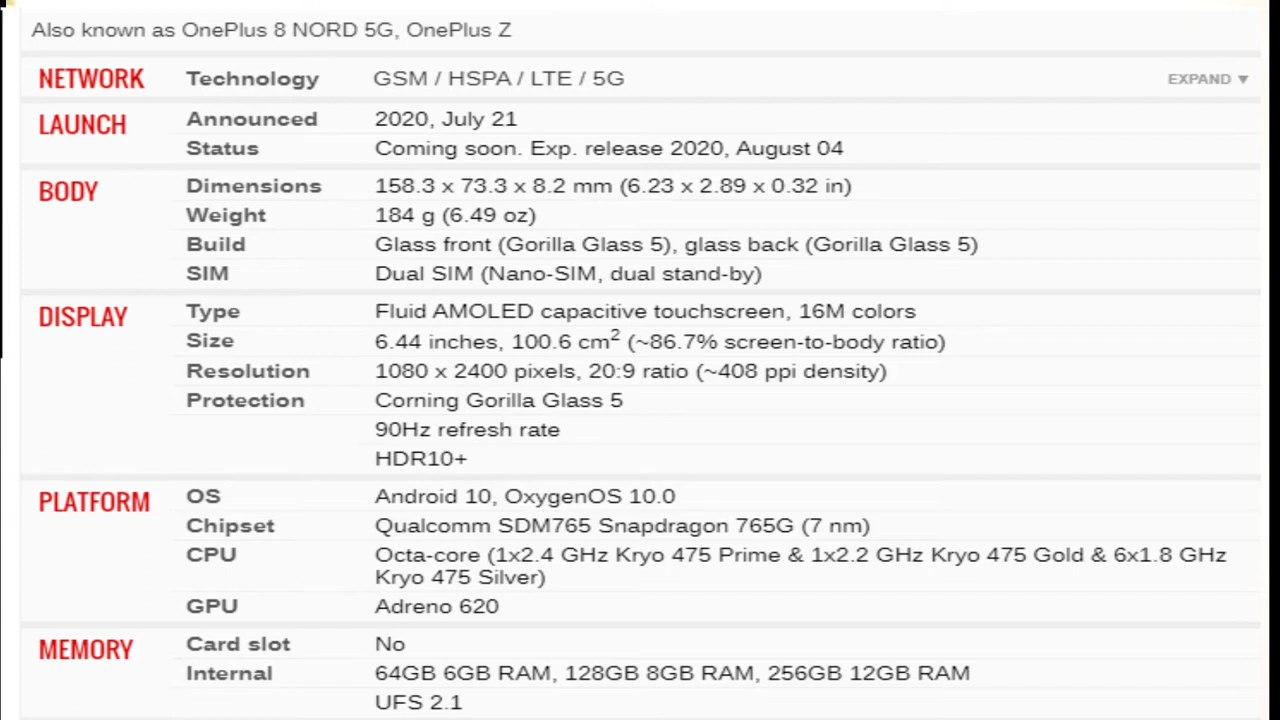 Also known as OnePlus 8 NORD 5G, OnePlus Z
NETWORK Technology GSM / HSPA / LTE / 5G EXPAND ▼
LAUNCH Announced 2020, July 21
Status Coming soon. Exp. release 2020, August 04
BODY Dimensions 158.3 x 73.3 x 8.2 mm (6.23 x 2.89 x 0.32 in)
Weight 184 g (6.49 oz)
Build Glass front (Gorilla Glass 5), glass back (Gorilla Glass 5)
SIM Dual SIM (Nano-SIM, dual stand-by)
DISPLAY Type Fluid AMOLED capacitive touchscreen, 16M colors
Size 6.44 inches, 100.6 cm² (~86.7% screen-to-body ratio)
Resolution 1080 x 2400 pixels, 20:9 ratio (~408 ppi density)
Protection Corning Gorilla Glass 5
90Hz refresh rate
HDR10+
PLATFORM OS Android 10, OxygenOS 10.0
Chipset Qualcomm SDM765 Snapdragon 765G (7 nm)
CPU Octa-core (1x2.4 GHz Kryo 475 Prime & 1x2.2 GHz Kryo 475 Gold & 6x1.8 GHz
Kryo 475 Silver)
GPU Adreno 620
MEMORY Card slot No
Internal 64GB 6GB RAM, 128GB 8GB RAM, 256GB 12GB RAM
UFS 2.1